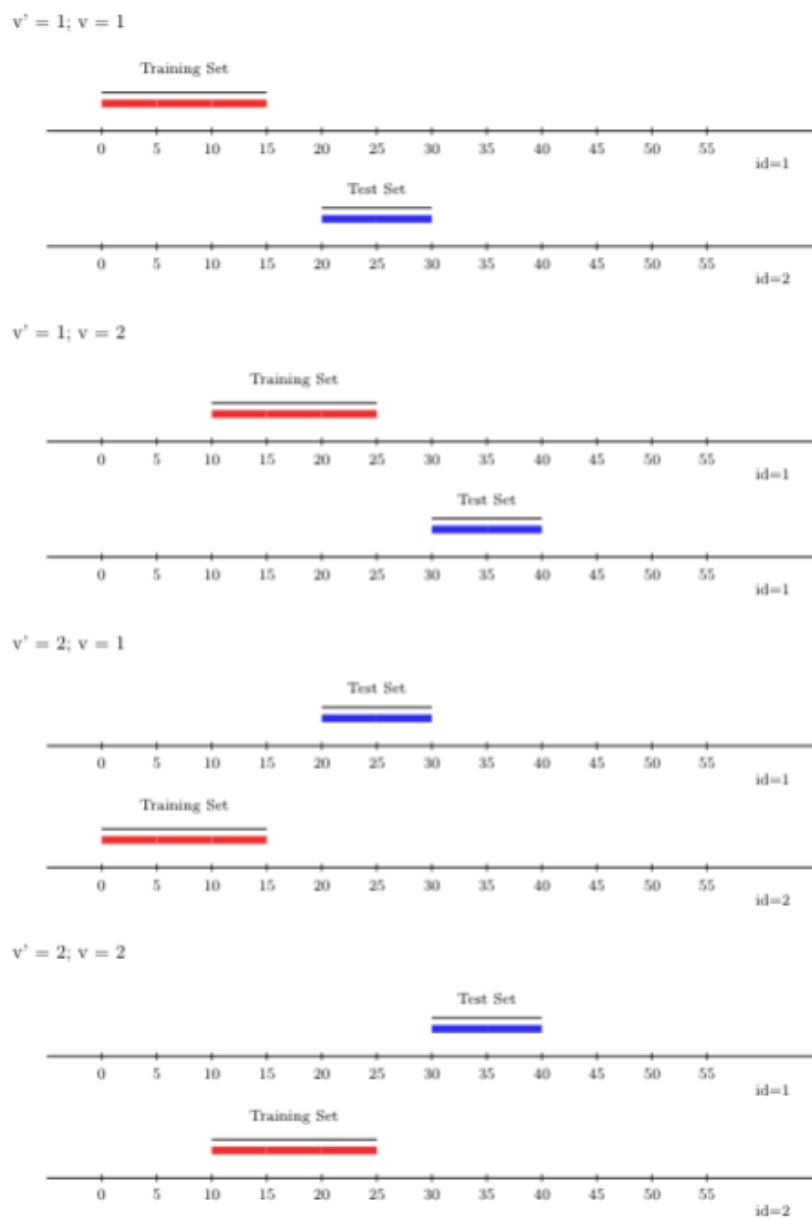 v' = 1; v = 1
Training Set
0 5 10 15 20 25 30 35 40 45 50 55
id=1
Test Set
0 5 10 15 20 25 30 35 40 45 50 55
id=2
v' = 1; v = 2
Training Set
0 5 10 15 20 25 30 35 40 45 50 55
id=1
Test Set
0 5 10 15 20 25 30 35 40 45 50 55
id=1
v' = 2; v = 1
Test Set
0 5 10 15 20 25 30 35 40 45 50 55
id=1
Training Set
0 5 10 15 20 25 30 35 40 45 50 55
id=2
v' = 2; v = 2
Test Set
0 5 10 15 20 25 30 35 40 45 50 55
id=1
Training Set
0 5 10 15 20 25 30 35 40 45 50 55
id=2